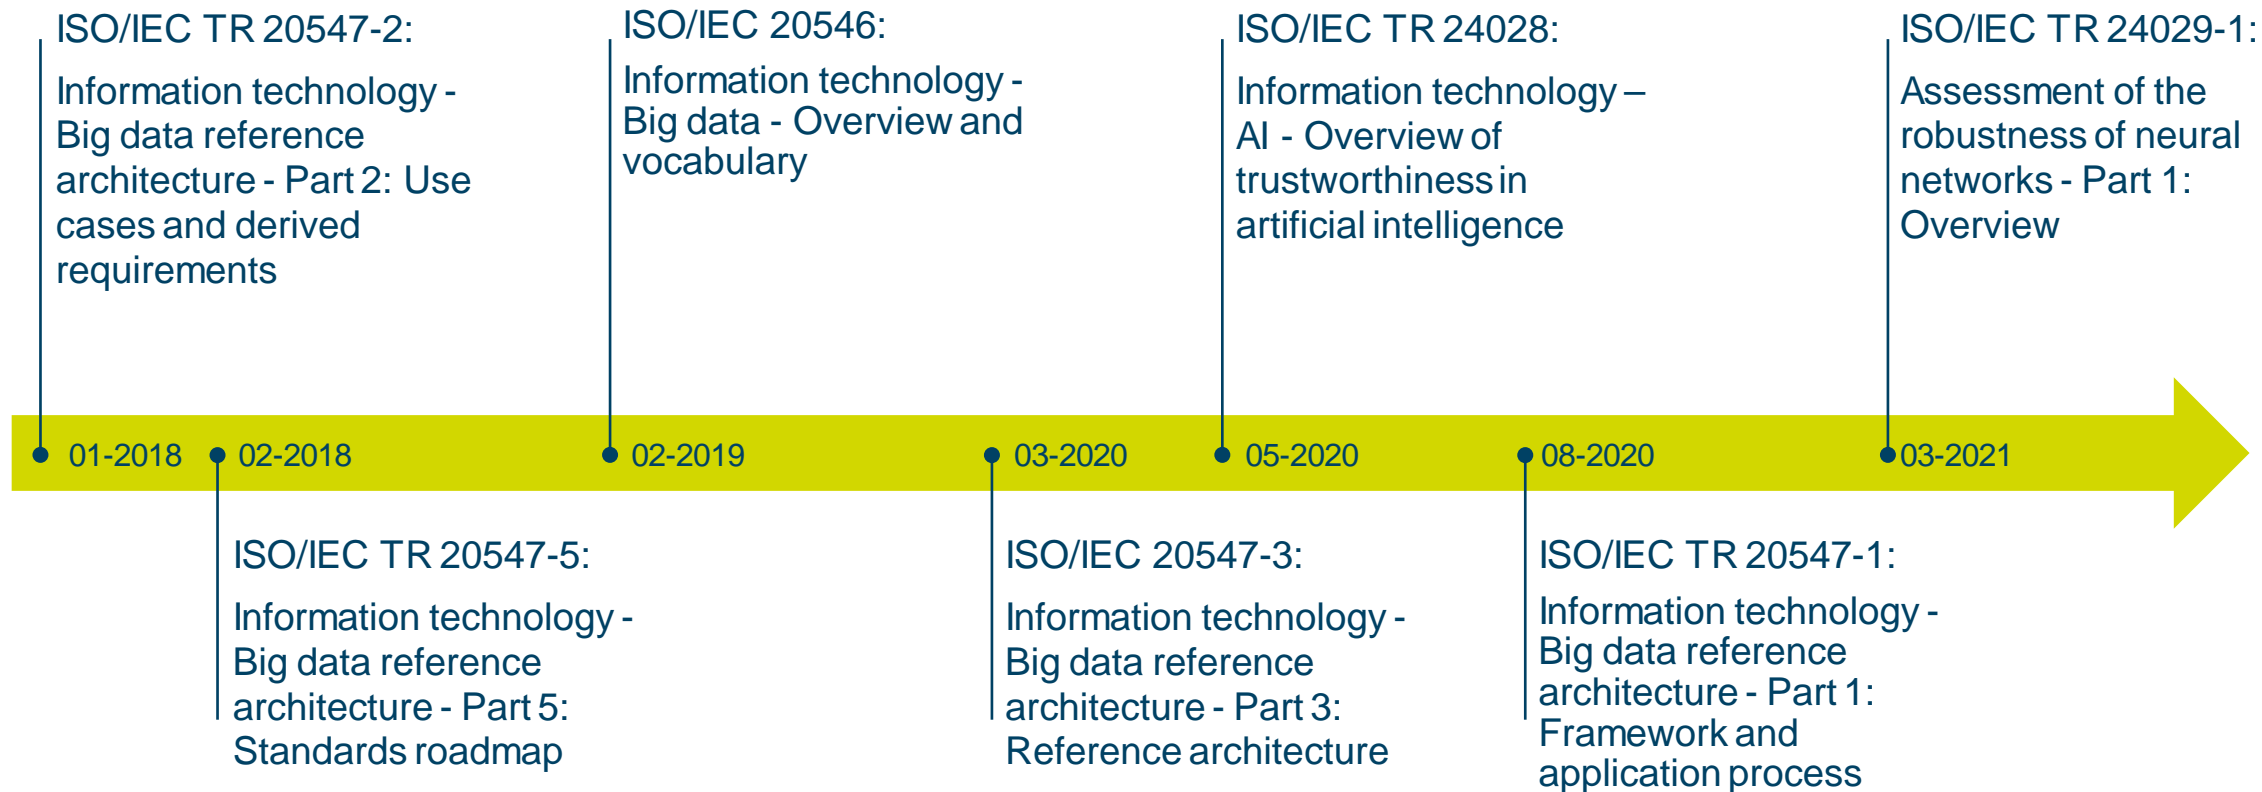 ISO/IEC TR 20547-2:
Information technology -
Big data reference
architecture - Part 2: Use
cases and derived
requirements
ISO/IEC 20546:
Information technology -
Big data - Overview and
vocabulary
ISO/IEC TR 24028:
Information technology –
AI - Overview of
trustworthiness in
artificial intelligence
ISO/IEC TR 24029-1:
Assessment of the
robustness of neural
networks - Part 1:
Overview
01-2018
02-2018
02-2019
03-2020
05-2020
08-2020
03-2021
ISO/IEC TR 20547-5:
Information technology -
Big data reference
architecture - Part 5:
Standards roadmap
ISO/IEC 20547-3:
Information technology -
Big data reference
architecture - Part 3:
Reference architecture
ISO/IEC TR 20547-1:
Information technology -
Big data reference
architecture - Part 1:
Framework and
application process